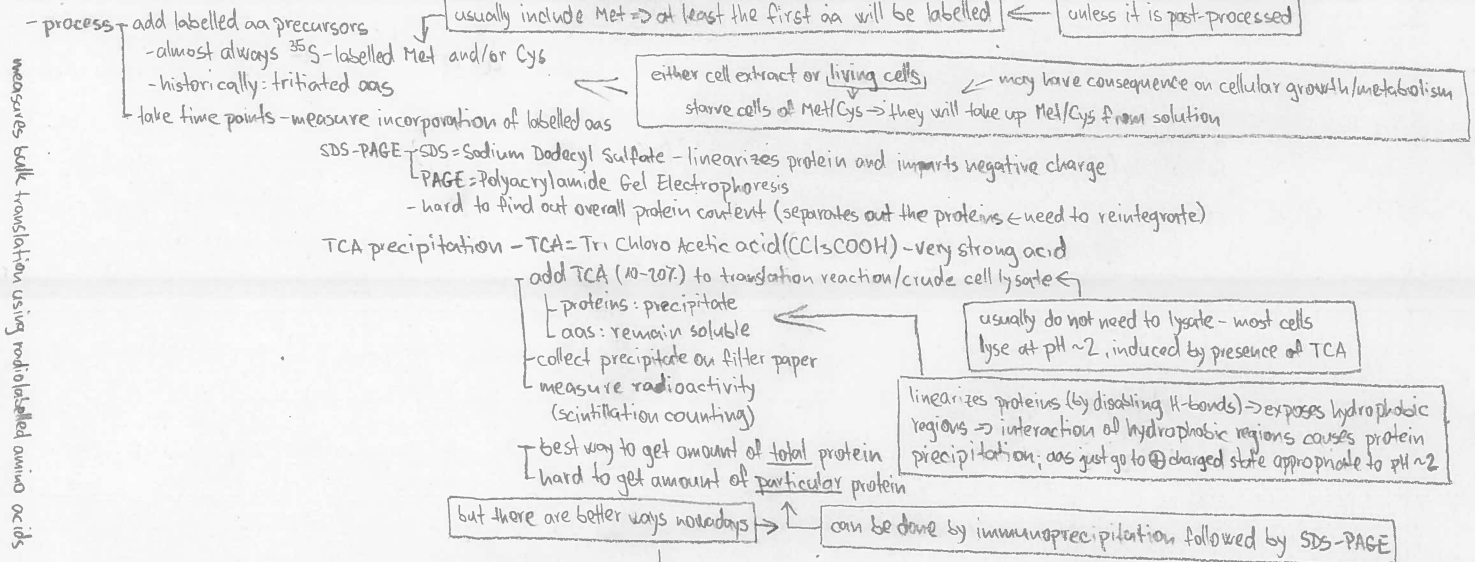 usually include Met => at least the first aa will be labelled
unless it is post-processed
- process
add labelled aa precursors
- almost always ³⁵S-labelled Met and/or Cys
- historically: tritiated aas
either cell extract or living cells
may have consequence on cellular growth/metabolism
starve cells of Met/Cys → they will take up Met/Cys from solution
take time points - measure incorporation of labelled aas
SDS-PAGE
SDS = Sodium Dodecyl Sulfate - linearizes protein and imparts negative charge
PAGE = Polyacrylamide Gel Electrophoresis
- hard to find out overall protein content (separates out the proteins ← need to reintegrate)
TCA precipitation - TCA = Tri Chloro Acetic acid (CCl3COOH) - very strong acid
- add TCA (10-20%) to translation reaction/crude cell lysate
proteins: precipitate
aas: remain soluble
usually do not need to lysate - most cells
lyse at pH ~2, induced by presence of TCA
- collect precipitate on filter paper
- measure radioactivity
(scintillation counting)
linearizes proteins (by disabling H-bonds) → exposes hydrophobic
regions => interaction of hydrophobic regions causes protein
precipitation; aas just go to ⊕ charged state appropriate to pH ~2
- best way to get amount of total protein
hard to get amount of particular protein
but there are better ways nowadays
can be done by immunoprecipitation followed by SDS-PAGE
measures bulk translation using radiolabelled amino acids